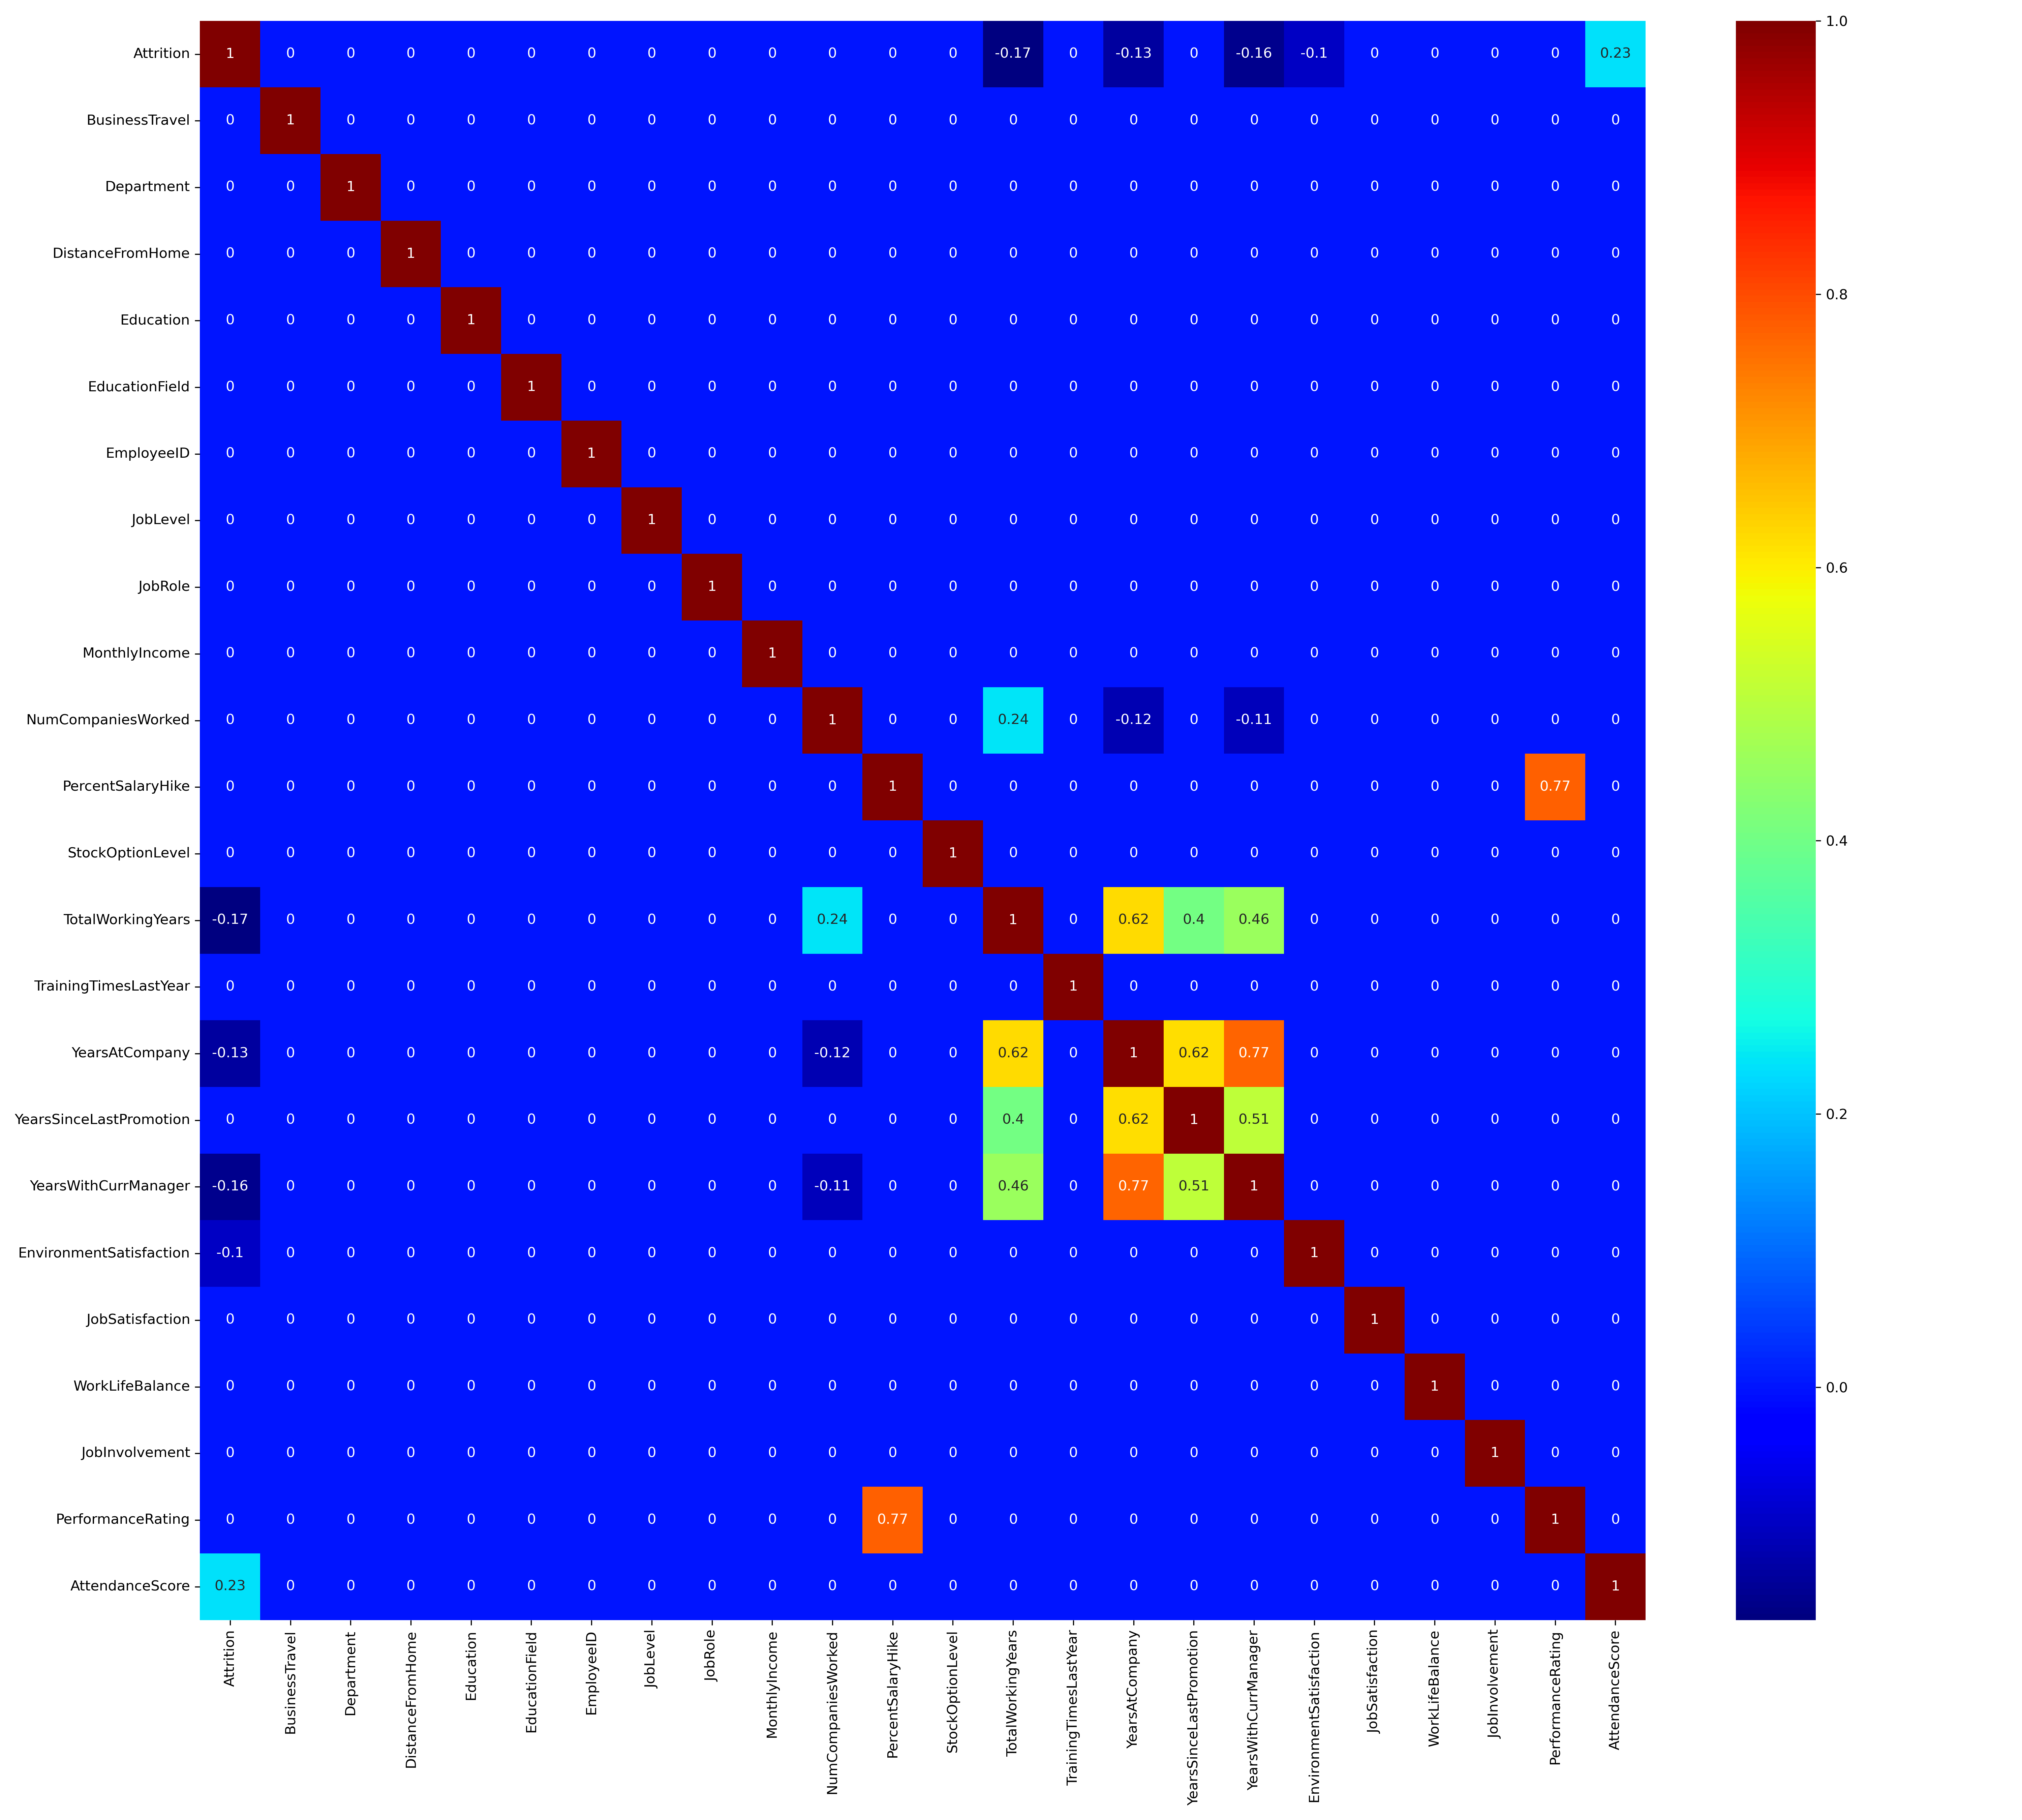 Attrition 1 0 0 0 0 0 0 0 0 0 0 0 0 -0.17 0 -0.13 0 -0.16 -0.1 0 0 0 0 0.23
BusinessTravel 0 1 0 0 0 0 0 0 0 0 0 0 0 0 0 0 0 0 0 0 0 0 0 0
Department 0 0 1 0 0 0 0 0 0 0 0 0 0 0 0 0 0 0 0 0 0 0 0 0
DistanceFromHome 0 0 0 1 0 0 0 0 0 0 0 0 0 0 0 0 0 0 0 0 0 0 0 0
Education 0 0 0 0 1 0 0 0 0 0 0 0 0 0 0 0 0 0 0 0 0 0 0 0
EducationField 0 0 0 0 0 1 0 0 0 0 0 0 0 0 0 0 0 0 0 0 0 0 0 0
EmployeeID 0 0 0 0 0 0 1 0 0 0 0 0 0 0 0 0 0 0 0 0 0 0 0 0
JobLevel 0 0 0 0 0 0 0 1 0 0 0 0 0 0 0 0 0 0 0 0 0 0 0 0
JobRole 0 0 0 0 0 0 0 0 1 0 0 0 0 0 0 0 0 0 0 0 0 0 0 0
MonthlyIncome 0 0 0 0 0 0 0 0 0 1 0 0 0 0 0 0 0 0 0 0 0 0 0 0
NumCompaniesWorked 0 0 0 0 0 0 0 0 0 0 1 0 0 0.24 0 -0.12 0 -0.11 0 0 0 0 0 0
PercentSalaryHike 0 0 0 0 0 0 0 0 0 0 0 1 0 0 0 0 0 0 0 0 0 0 0.77 0
StockOptionLevel 0 0 0 0 0 0 0 0 0 0 0 0 1 0 0 0 0 0 0 0 0 0 0 0
TotalWorkingYears -0.17 0 0 0 0 0 0 0 0 0 0.24 0 0 1 0 0.62 0.4 0.46 0 0 0 0 0 0
TrainingTimesLastYear 0 0 0 0 0 0 0 0 0 0 0 0 0 0 1 0 0 0 0 0 0 0 0 0
YearsAtCompany -0.13 0 0 0 0 0 0 0 0 0 -0.12 0 0 0.62 0 1 0.62 0.77 0 0 0 0 0 0
YearsSinceLastPromotion 0 0 0 0 0 0 0 0 0 0 0 0 0 0.4 0 0.62 1 0.51 0 0 0 0 0 0
YearsWithCurrManager -0.16 0 0 0 0 0 0 0 0 0 -0.11 0 0 0.46 0 0.77 0.51 1 0 0 0 0 0 0
EnvironmentSatisfaction -0.1 0 0 0 0 0 0 0 0 0 0 0 0 0 0 0 0 0 1 0 0 0 0 0
JobSatisfaction 0 0 0 0 0 0 0 0 0 0 0 0 0 0 0 0 0 0 0 1 0 0 0 0
WorkLifeBalance 0 0 0 0 0 0 0 0 0 0 0 0 0 0 0 0 0 0 0 0 1 0 0 0
JobInvolvement 0 0 0 0 0 0 0 0 0 0 0 0 0 0 0 0 0 0 0 0 0 1 0 0
PerformanceRating 0 0 0 0 0 0 0 0 0 0 0 0.77 0 0 0 0 0 0 0 0 0 0 1 0
AttendanceScore 0.23 0 0 0 0 0 0 0 0 0 0 0 0 0 0 0 0 0 0 0 0 0 0 1
Attrition
BusinessTravel
Department
DistanceFromHome
Education
EducationField
EmployeeID
JobLevel
JobRole
MonthlyIncome
NumCompaniesWorked
PercentSalaryHike
StockOptionLevel
TotalWorkingYears
TrainingTimesLastYear
YearsAtCompany
YearsSinceLastPromotion
YearsWithCurrManager
EnvironmentSatisfaction
JobSatisfaction
WorkLifeBalance
JobInvolvement
PerformanceRating
AttendanceScore
1.0
0.8
0.6
0.4
0.2
0.0